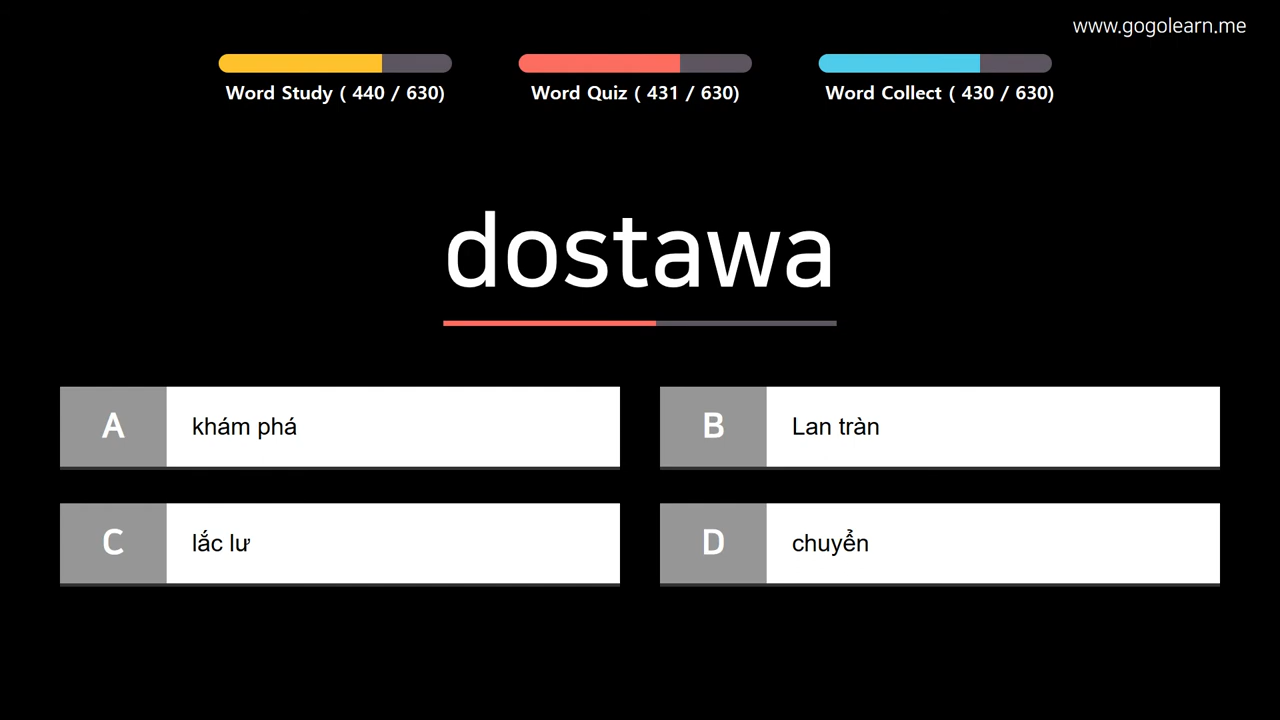 www.gogolearn.me
Word Study ( 440 / 630)
Word Quiz ( 431 / 630)
Word Collect ( 430 / 630)
dostawa
A khám phá
B Lan tràn
C lắc lư
D chuyển